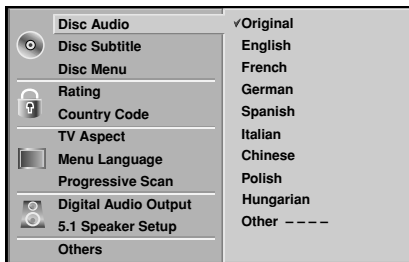 Disc Audio
Disc Subtitle
Disc Menu
Rating
Country Code
TV Aspect
Menu Language
Progressive Scan
Digital Audio Output
5.1 Speaker Setup
Others
✓Original
English
French
German
Spanish
Italian
Chinese
Polish
Hungarian
Other – – – –